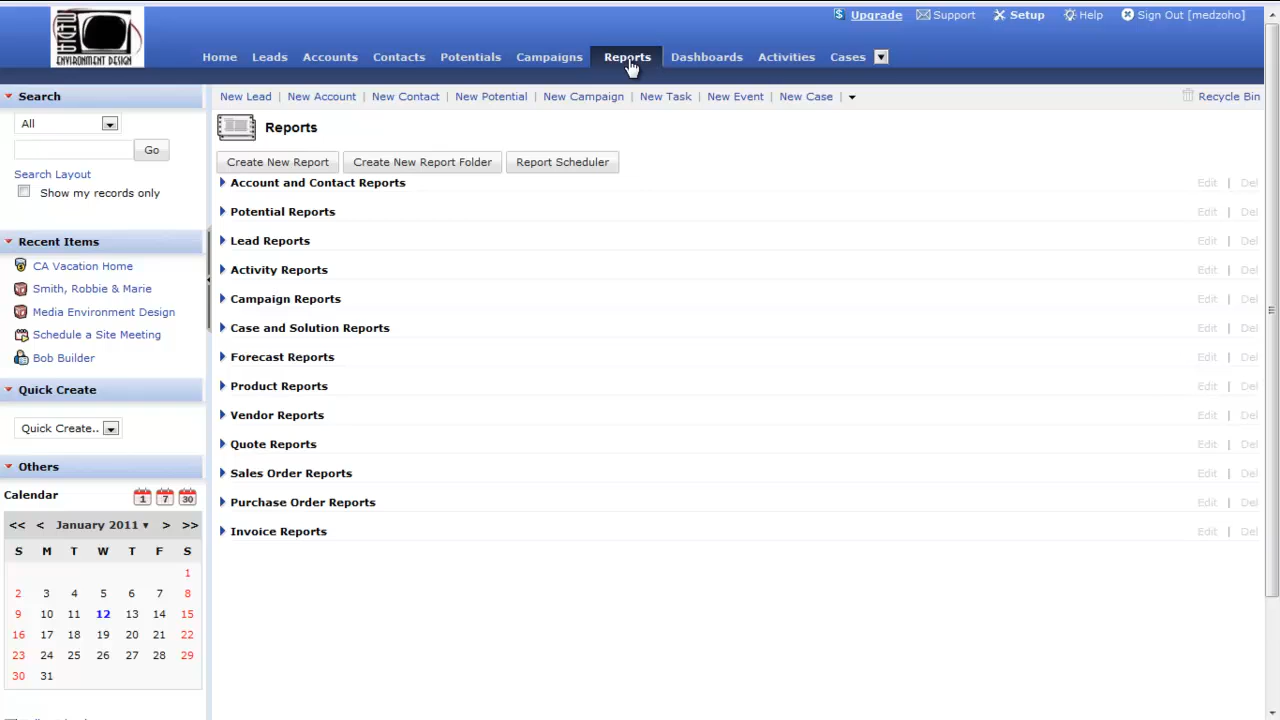 Upgrade Support Setup Help Sign Out [medzoho]
MEDIA
ENVIRONMENT DESIGN
Home Leads Accounts Contacts Potentials Campaigns Reports Dashboards Activities Cases
Search
New Lead | New Account | New Contact | New Potential | New Campaign | New Task | New Event | New Case |
Recycle Bin
All
Go
Search Layout
Show my records only
Recent Items
CA Vacation Home
Smith, Robbie & Marie
Media Environment Design
Schedule a Site Meeting
Bob Builder
Quick Create
Quick Create..
Others
Calendar 1 7 30
<< < January 2011 ▾ > >>
S M T W T F S
1
2 3 4 5 6 7 8
9 10 11 12 13 14 15
16 17 18 19 20 21 22
23 24 25 26 27 28 29
30 31
Reports
Create New Report Create New Report Folder Report Scheduler
Account and Contact Reports Edit | Del
Potential Reports Edit | Del
Lead Reports Edit | Del
Activity Reports Edit | Del
Campaign Reports Edit | Del
Case and Solution Reports Edit | Del
Forecast Reports Edit | Del
Product Reports Edit | Del
Vendor Reports Edit | Del
Quote Reports Edit | Del
Sales Order Reports Edit | Del
Purchase Order Reports Edit | Del
Invoice Reports Edit | Del